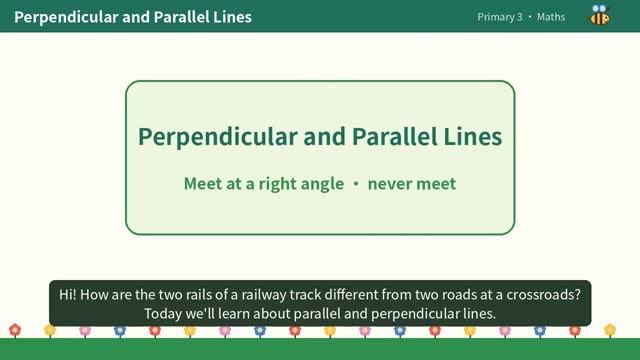 Perpendicular and Parallel Lines
Primary 3 • Maths
Perpendicular and Parallel Lines
Meet at a right angle • never meet
Hi! How are the two rails of a railway track different from two roads at a crossroads?
Today we'll learn about parallel and perpendicular lines.